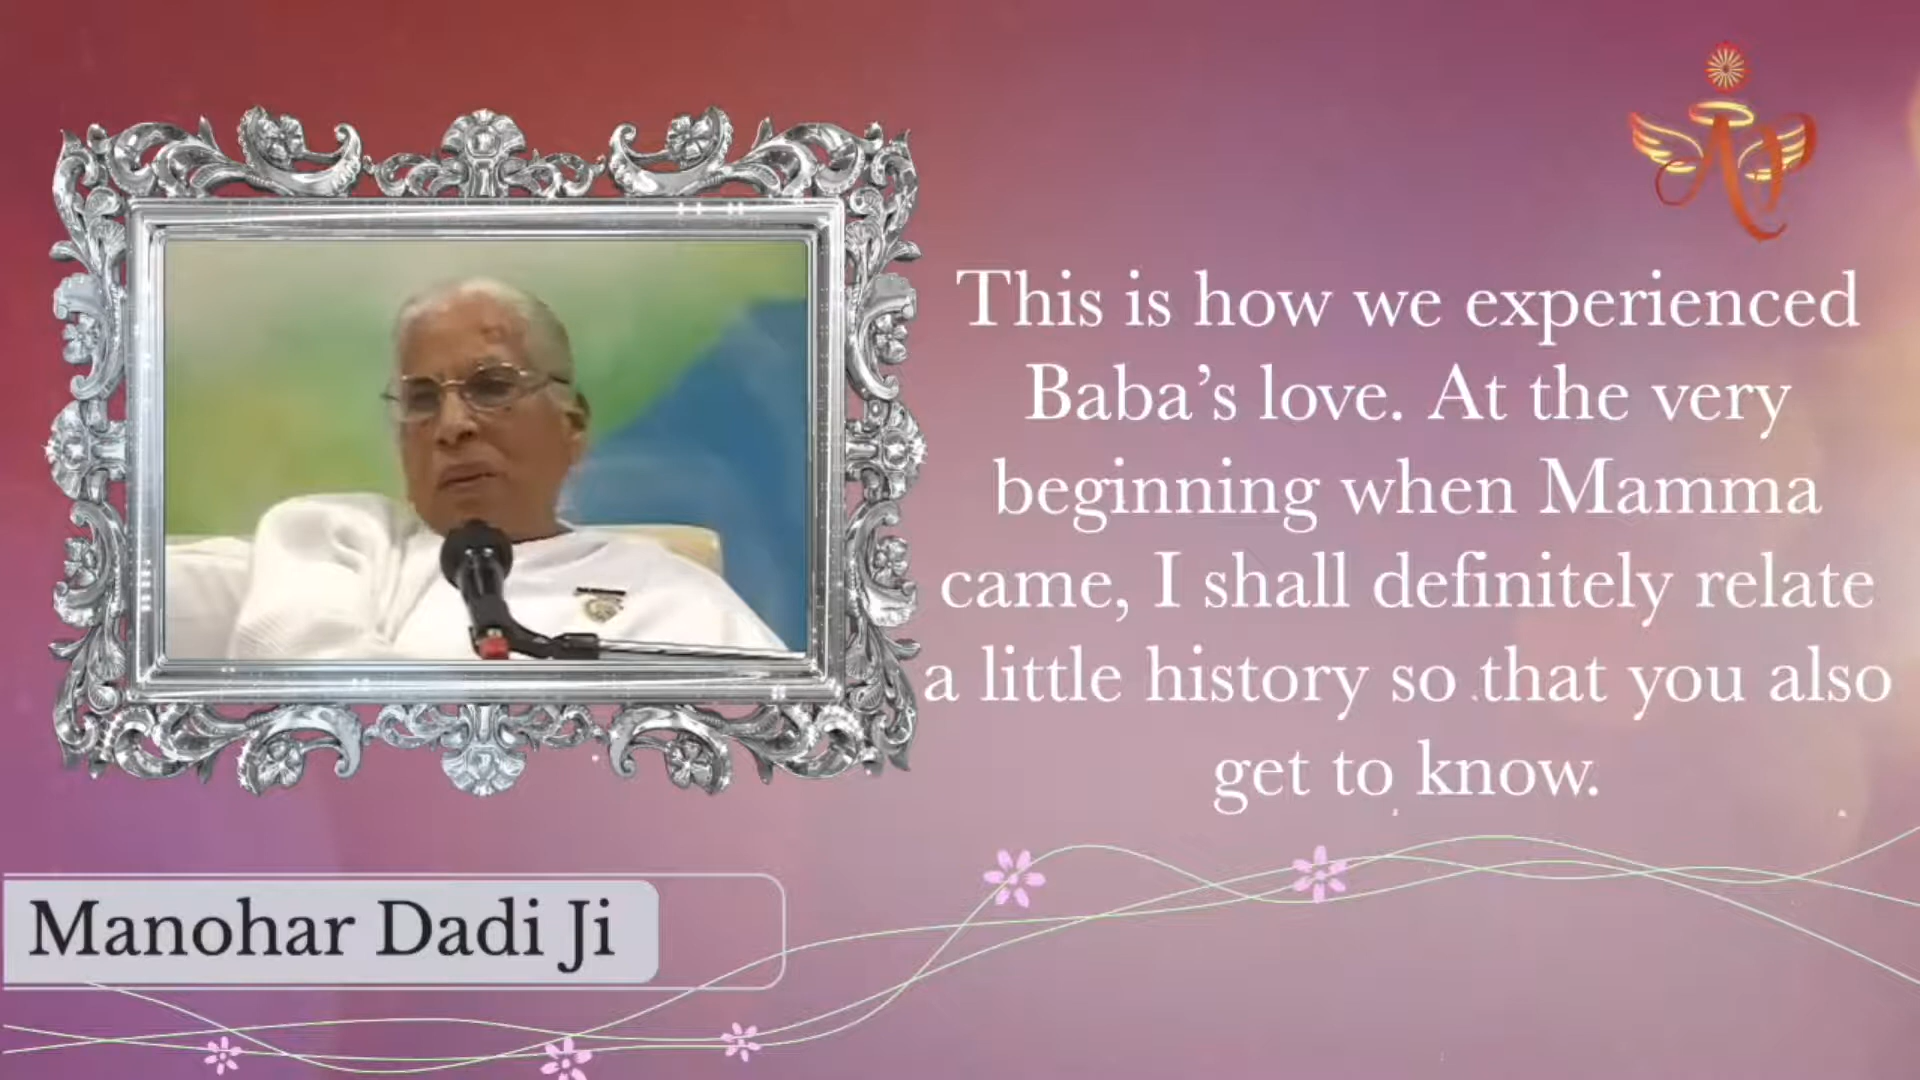 This is how we experienced
Baba’s love. At the very
beginning when Mamma
came, I shall definitely relate
a little history so that you also
get to know.
Manohar Dadi Ji